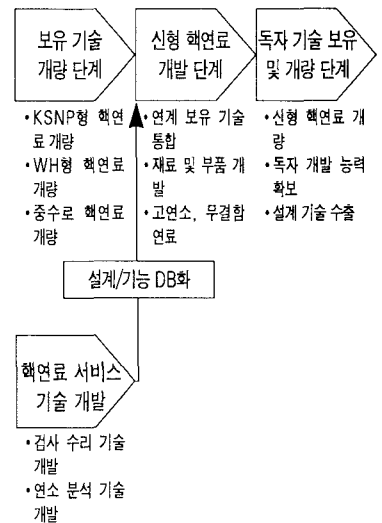 보유 기술
개량 단계
신형 핵연료
개발 단계
독자 기술 보유
및 개량 단계
•KSNP형 핵연
료 개량
•WH형 핵연료
개량
•중수로 핵연료
개량
•연계 보유 기술
통합
•재료 및 부품 개
발
•고연소, 무결함
연료
•신형 핵연료 개
량
•독자 개발 능력
확보
•설계 기술 수출
설계/기능 DB화
핵연료 서비스
기술 개발
•검사 수리 기술
개발
•연소 분석 기술
개발